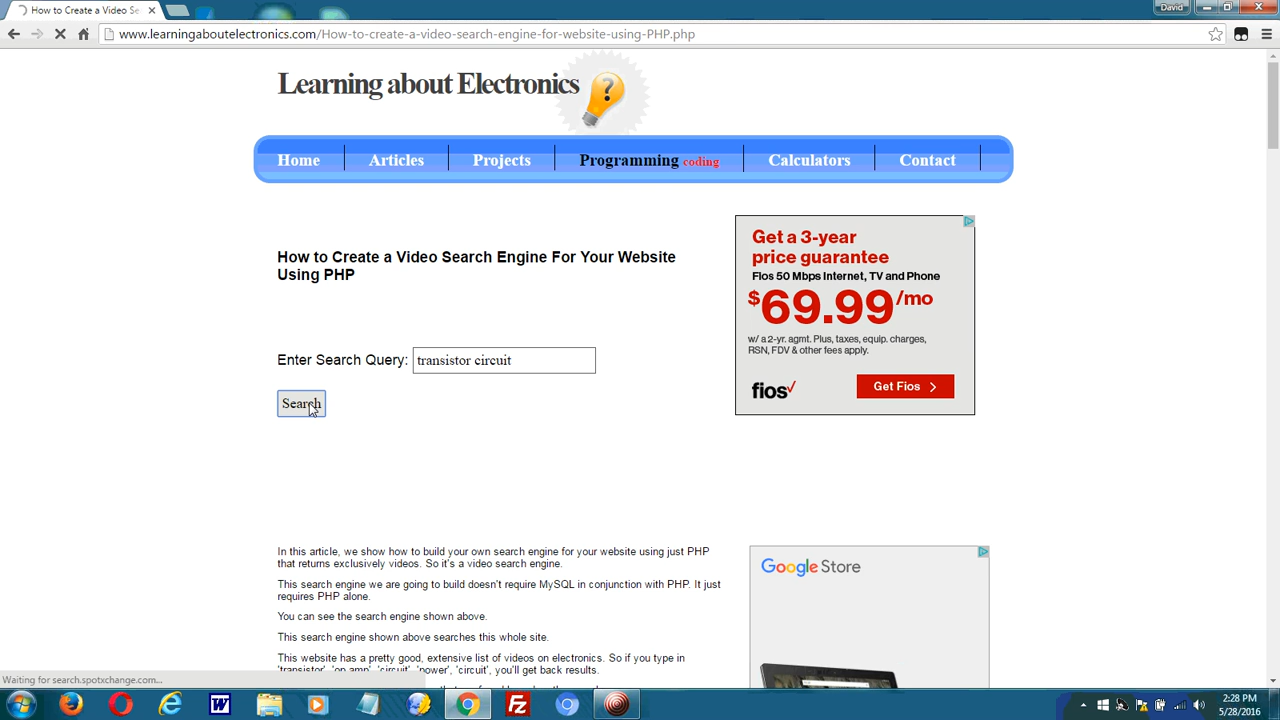 How to Create a Video Se
David
www.learningaboutelectronics.com/How-to-create-a-video-search-engine-for-website-using-PHP.php
Learning about Electronics
Home
Articles
Projects
Programming coding
Calculators
Contact
How to Create a Video Search Engine For Your Website
Using PHP
Enter Search Query: transistor circuit
Search
Get a 3-year
price guarantee
Fios 50 Mbps Internet, TV and Phone
$69.99/mo
w/ a 2-yr. agmt. Plus, taxes, equip. charges,
RSN, FDV & other fees apply.
fios
Get Fios
In this article, we show how to build your own search engine for your website using just PHP
that returns exclusively videos. So it's a video search engine.
This search engine we are going to build doesn't require MySQL in conjunction with PHP. It just
requires PHP alone.
You can see the search engine shown above.
This search engine shown above searches this whole site.
This website has a pretty good, extensive list of videos on electronics. So if you type in
'transistor', 'op amp', 'circuit', 'power', 'circuit', you'll get back results.
Google Store
Waiting for search.spotxchange.com...
2:28 PM
5/28/2016